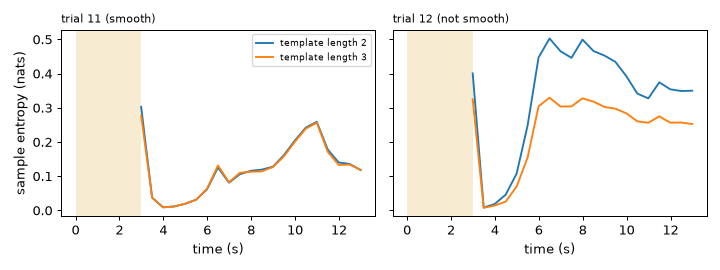 trial 11 (smooth)
trial 12 (not smooth)
template length 2
template length 3
sample entropy (nats)
0.5
0.4
0.3
0.2
0.1
0.0
0 2 4 6 8 10 12
0 2 4 6 8 10 12
time (s)
time (s)